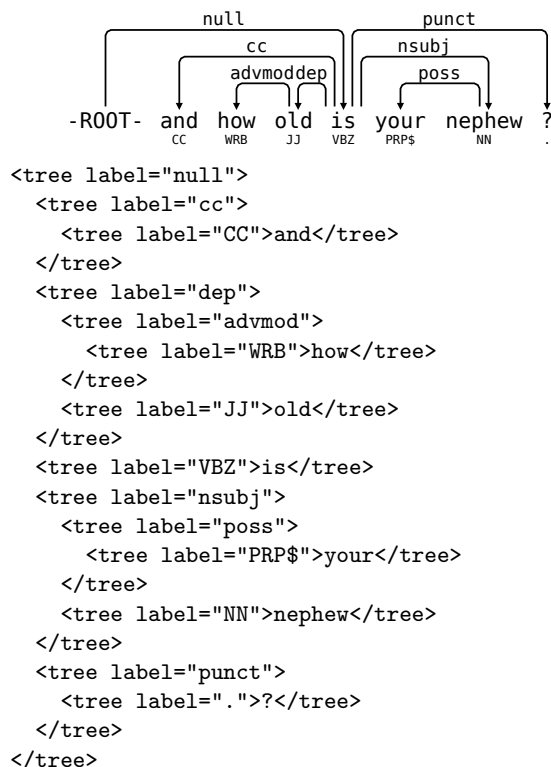 null punct
cc nsubj
advmod dep poss
-ROOT- and how old is your nephew ?
CC WRB JJ VBZ PRP$ NN .
<tree label="null">
  <tree label="cc">
    <tree label="CC">and</tree>
  </tree>
  <tree label="dep">
    <tree label="advmod">
      <tree label="WRB">how</tree>
    </tree>
    <tree label="JJ">old</tree>
  </tree>
  <tree label="VBZ">is</tree>
  <tree label="nsubj">
    <tree label="poss">
      <tree label="PRP$">your</tree>
    </tree>
    <tree label="NN">nephew</tree>
  </tree>
  <tree label="punct">
    <tree label=".">?</tree>
  </tree>
</tree>